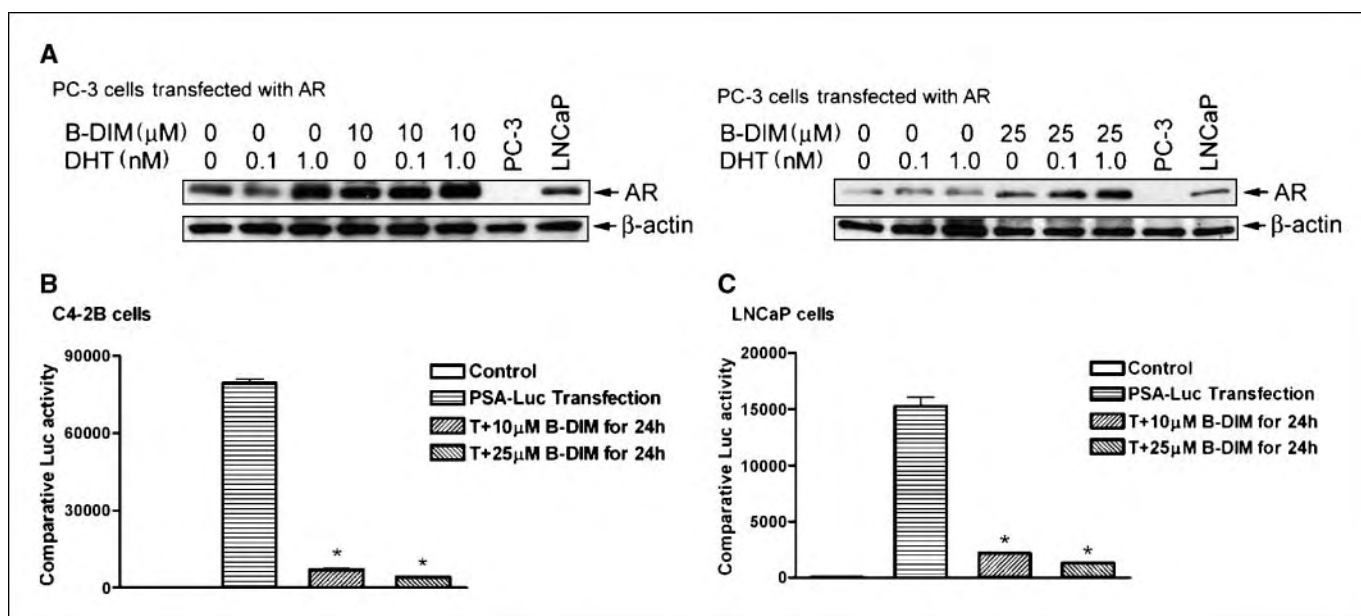 A
PC-3 cells transfected with AR
B-DIM(μM) 0 0 0 10 10 10 PC-3 LNCaP
DHT (nM) 0 0.1 1.0 0 0.1 1.0
AR
β-actin
PC-3 cells transfected with AR
B-DIM(μM) 0 0 0 25 25 25 PC-3 LNCaP
DHT (nM) 0 0.1 1.0 0 0.1 1.0
AR
β-actin
B
C4-2B cells
Comparative Luc activity
90000
60000
30000
0
* *
Control
PSA-Luc Transfection
T+10μM B-DIM for 24h
T+25μM B-DIM for 24h
C
LNCaP cells
Comparative Luc activity
20000
15000
10000
5000
0
* *
Control
PSA-Luc Transfection
T+10μM B-DIM for 24h
T+25μM B-DIM for 24h